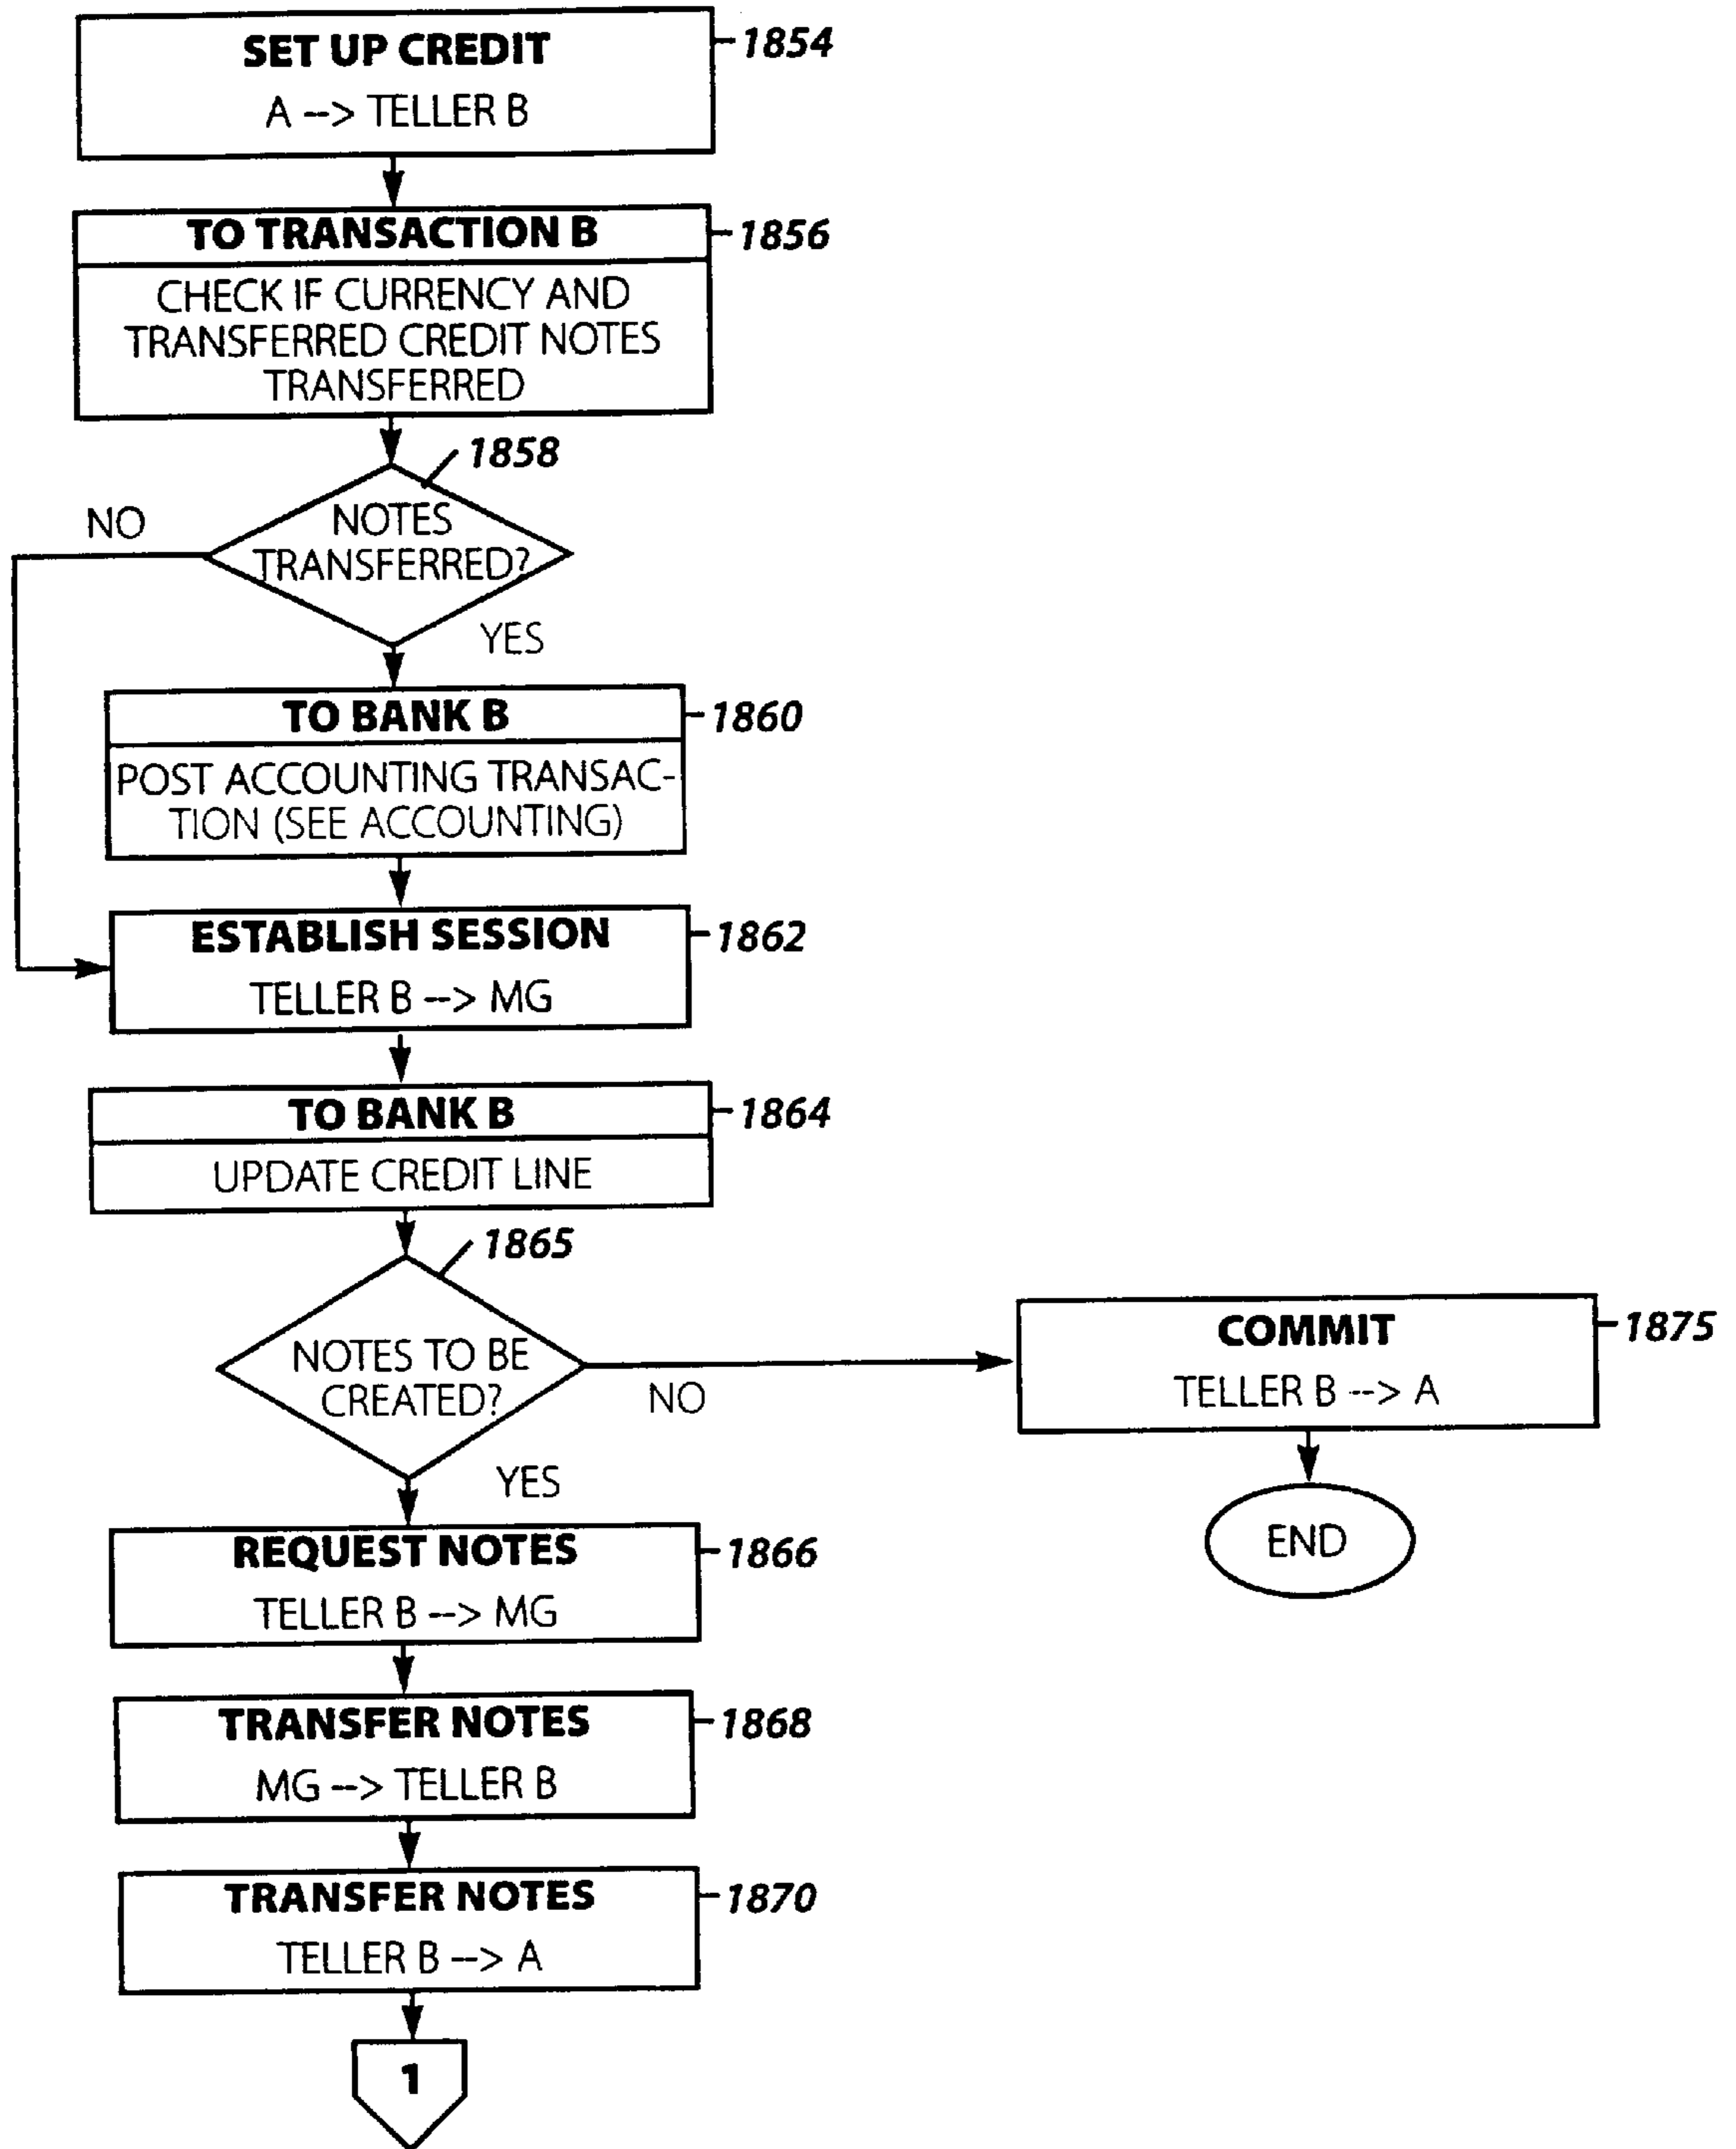 SET UP CREDIT
1854
A --> TELLER B
TO TRANSACTION B
1856
CHECK IF CURRENCY AND
TRANSFERRED CREDIT NOTES
TRANSFERRED
1858
NO
NOTES
TRANSFERRED?
YES
TO BANK B
1860
POST ACCOUNTING TRANSAC-
TION (SEE ACCOUNTING)
ESTABLISH SESSION
1862
TELLER B --> MG
TO BANK B
1864
UPDATE CREDIT LINE
1865
NOTES TO BE
CREATED?
NO
YES
COMMIT
1875
TELLER B --> A
END
REQUEST NOTES
1866
TELLER B --> MG
TRANSFER NOTES
1868
MG --> TELLER B
TRANSFER NOTES
1870
TELLER B --> A
1